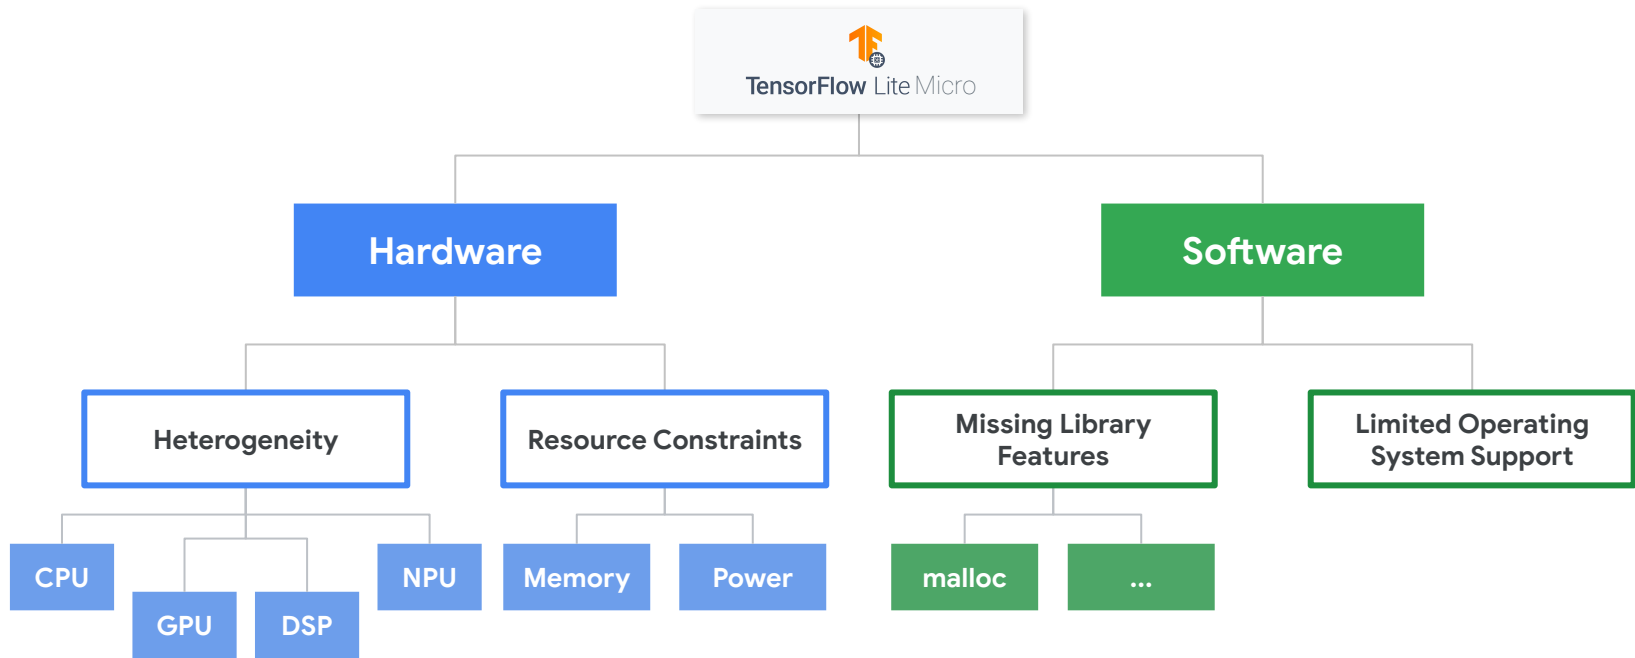 TensorFlow Lite Micro
Hardware
Software
Heterogeneity
Resource Constraints
Missing Library
Features
Limited Operating
System Support
CPU
GPU
DSP
NPU
Memory
Power
malloc
...